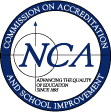 COMMISSION ON ACCREDITATION
NCA
ADVANCING THE QUALITY
OF EDUCATION
SINCE 1895
AND SCHOOL IMPROVEMENT